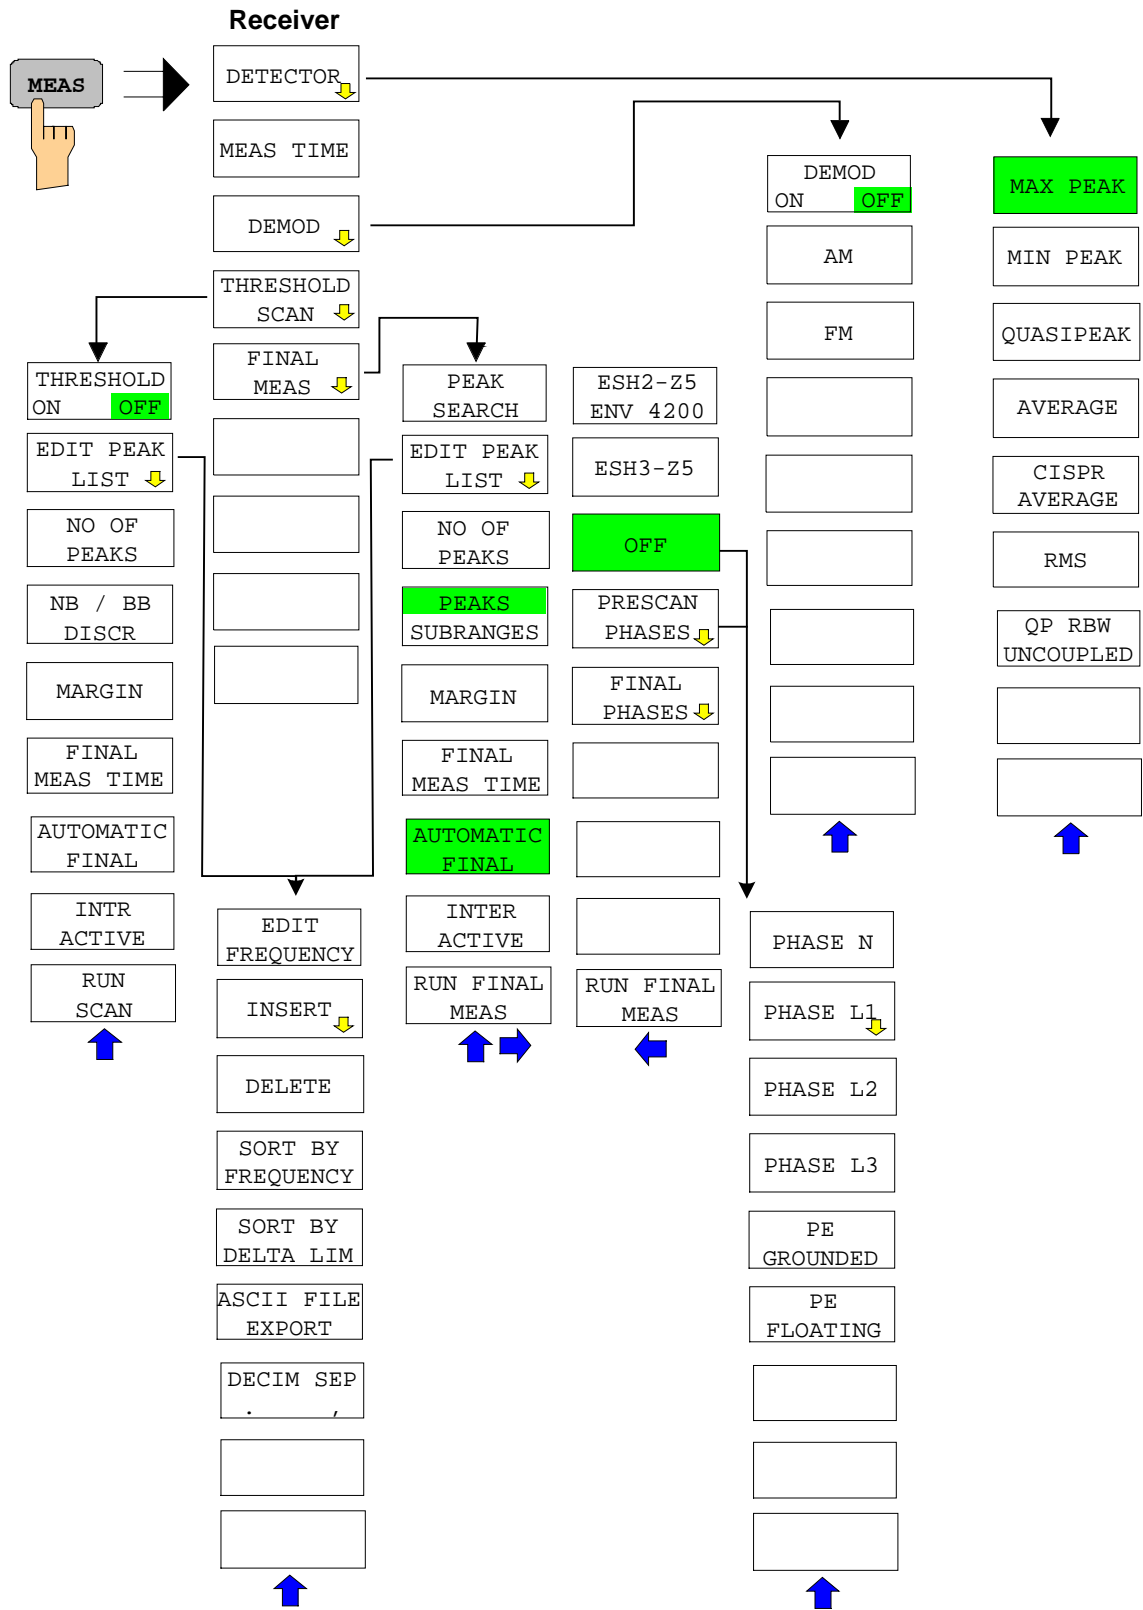 Receiver
MEAS
DETECTOR
MEAS TIME
DEMOD
THRESHOLD
SCAN
FINAL
MEAS
THRESHOLD
ON OFF
EDIT PEAK
LIST
NO OF
PEAKS
NB / BB
DISCR
MARGIN
FINAL
MEAS TIME
AUTOMATIC
FINAL
INTR
ACTIVE
RUN
SCAN
EDIT
FREQUENCY
INSERT
DELETE
SORT BY
FREQUENCY
SORT BY
DELTA LIM
ASCII FILE
EXPORT
DECIM SEP
. ,
PEAK
SEARCH
EDIT PEAK
LIST
NO OF
PEAKS
PEAKS
SUBRANGES
MARGIN
FINAL
MEAS TIME
AUTOMATIC
FINAL
INTER
ACTIVE
RUN FINAL
MEAS
ESH2-Z5
ENV 4200
ESH3-Z5
OFF
PRESCAN
PHASES
FINAL
PHASES
RUN FINAL
MEAS
PHASE N
PHASE L1
PHASE L2
PHASE L3
PE
GROUNDED
PE
FLOATING
DEMOD
ON OFF
AM
FM
MAX PEAK
MIN PEAK
QUASIPEAK
AVERAGE
CISPR
AVERAGE
RMS
QP RBW
UNCOUPLED